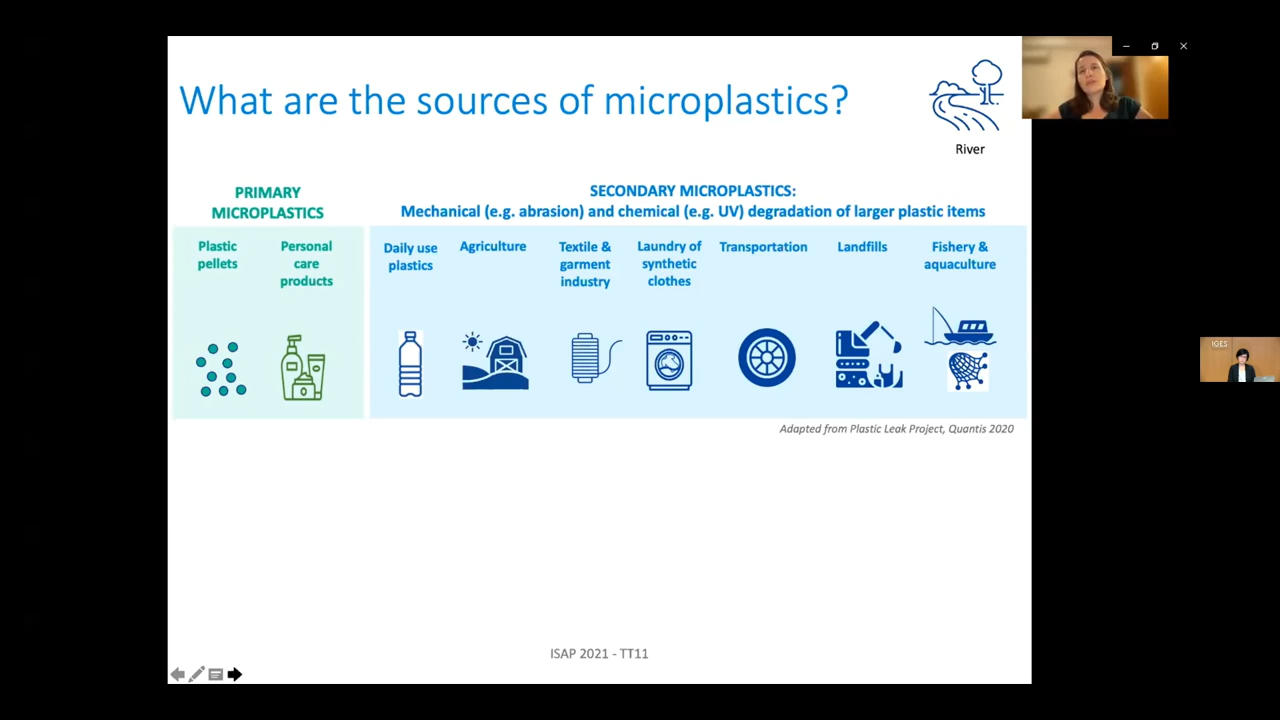 What are the sources of microplastics?
River
PRIMARY
MICROPLASTICS
SECONDARY MICROPLASTICS:
Mechanical (e.g. abrasion) and chemical (e.g. UV) degradation of larger plastic items
Plastic
pellets
Personal
care
products
Daily use
plastics
Agriculture
Textile &
garment
industry
Laundry of
synthetic
clothes
Transportation
Landfills
Fishery &
aquaculture
Adapted from Plastic Leak Project, Quantis 2020
ISAP 2021 - TT11
IGES